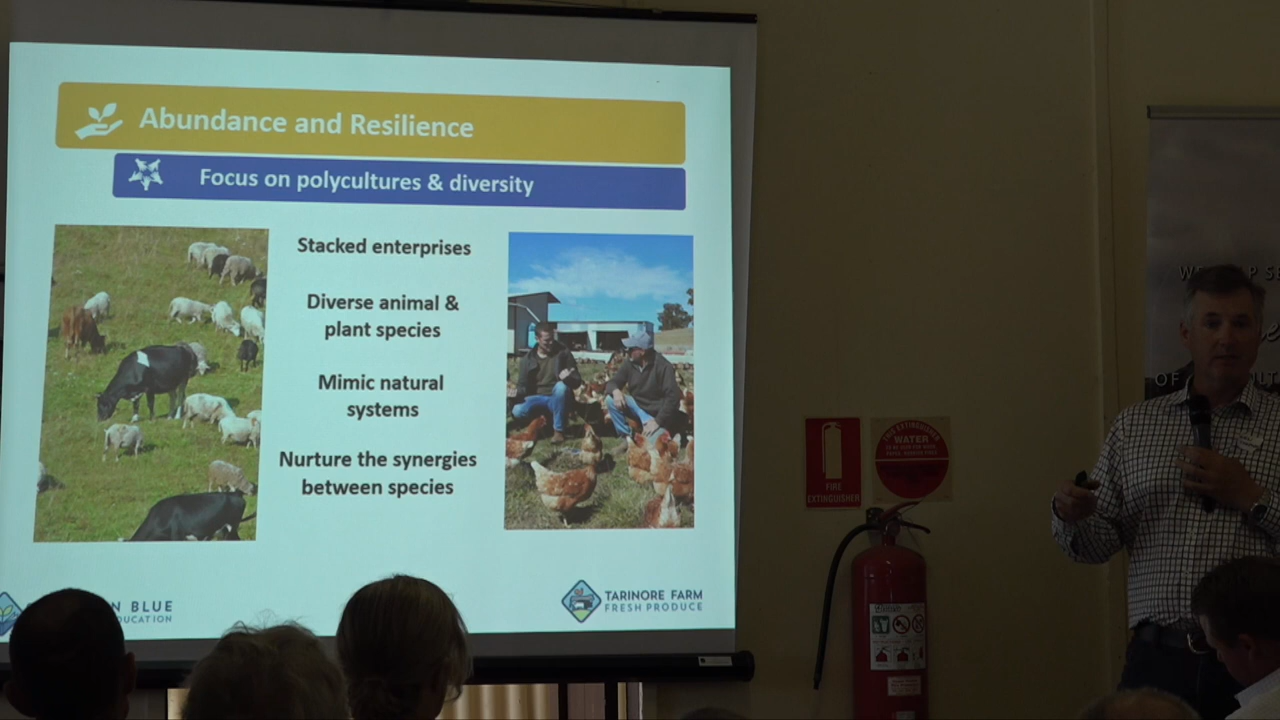 Abundance and Resilience
Focus on polycultures & diversity
Stacked enterprises
Diverse animal &
plant species
Mimic natural
systems
Nurture the synergies
between species
N BLUE
TARINORE FARM
FRESH PRODUCE
FIRE
EXTINGUISHER
WATER